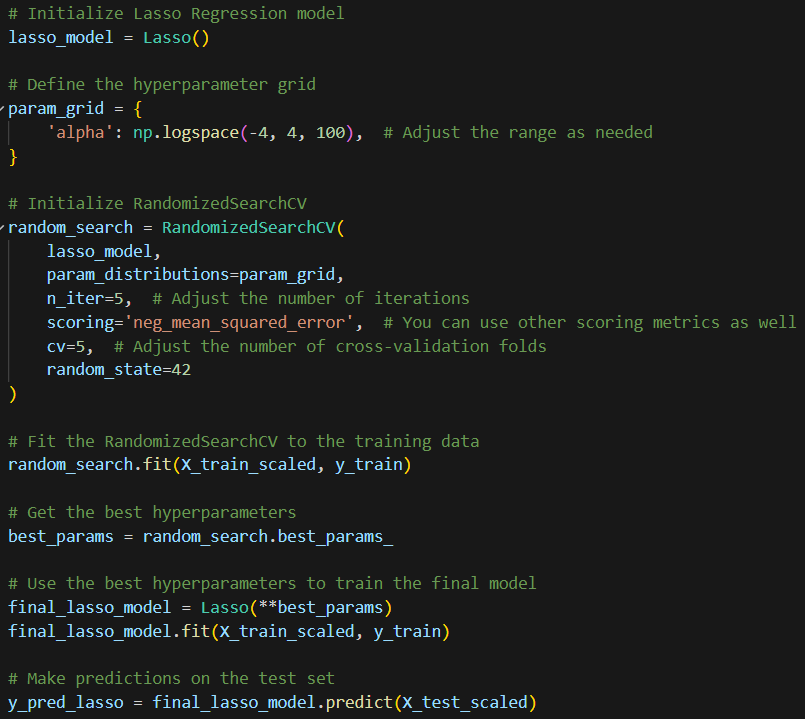 # Initialize Lasso Regression model
lasso_model = Lasso()
# Define the hyperparameter grid
param_grid = {
    'alpha': np.logspace(-4, 4, 100),  # Adjust the range as needed
}
# Initialize RandomizedSearchCV
random_search = RandomizedSearchCV(
    lasso_model,
    param_distributions=param_grid,
    n_iter=5,  # Adjust the number of iterations
    scoring='neg_mean_squared_error',  # You can use other scoring metrics as well
    cv=5,  # Adjust the number of cross-validation folds
    random_state=42
)
# Fit the RandomizedSearchCV to the training data
random_search.fit(X_train_scaled, y_train)
# Get the best hyperparameters
best_params = random_search.best_params_
# Use the best hyperparameters to train the final model
final_lasso_model = Lasso(**best_params)
final_lasso_model.fit(X_train_scaled, y_train)
# Make predictions on the test set
y_pred_lasso = final_lasso_model.predict(X_test_scaled)